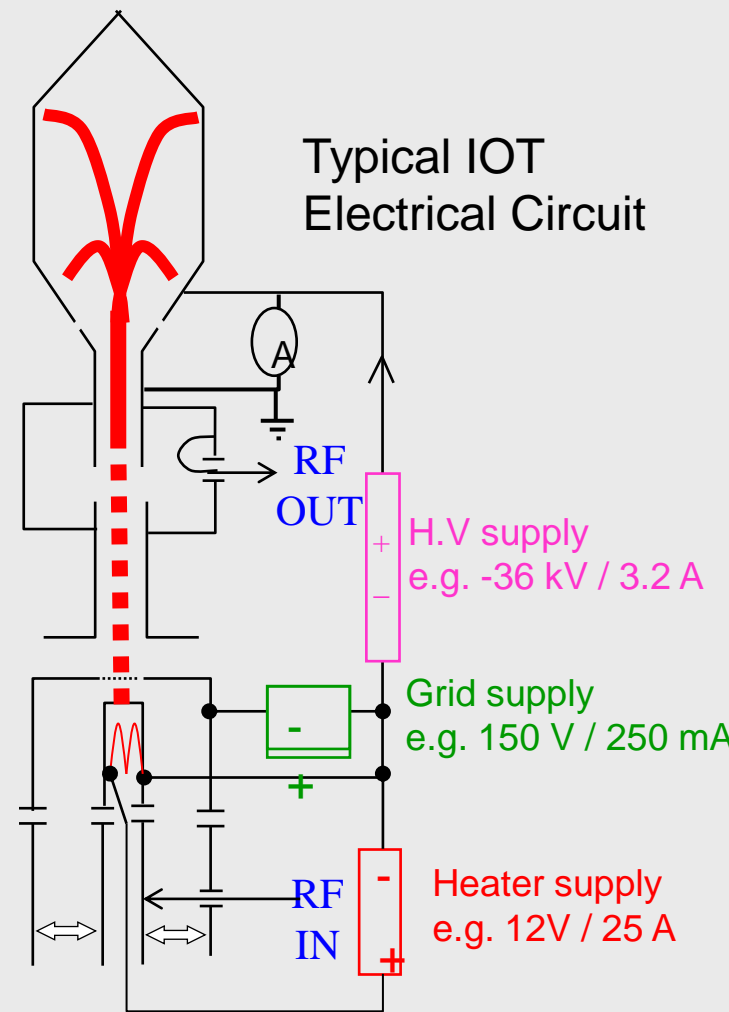 Typical IOT
Electrical Circuit
A
RF
OUT
+
−
H.V supply
e.g. -36 kV / 3.2 A
Grid supply
e.g. 150 V / 250 mA
-
+
RF
IN
-
+
Heater supply
e.g. 12V / 25 A